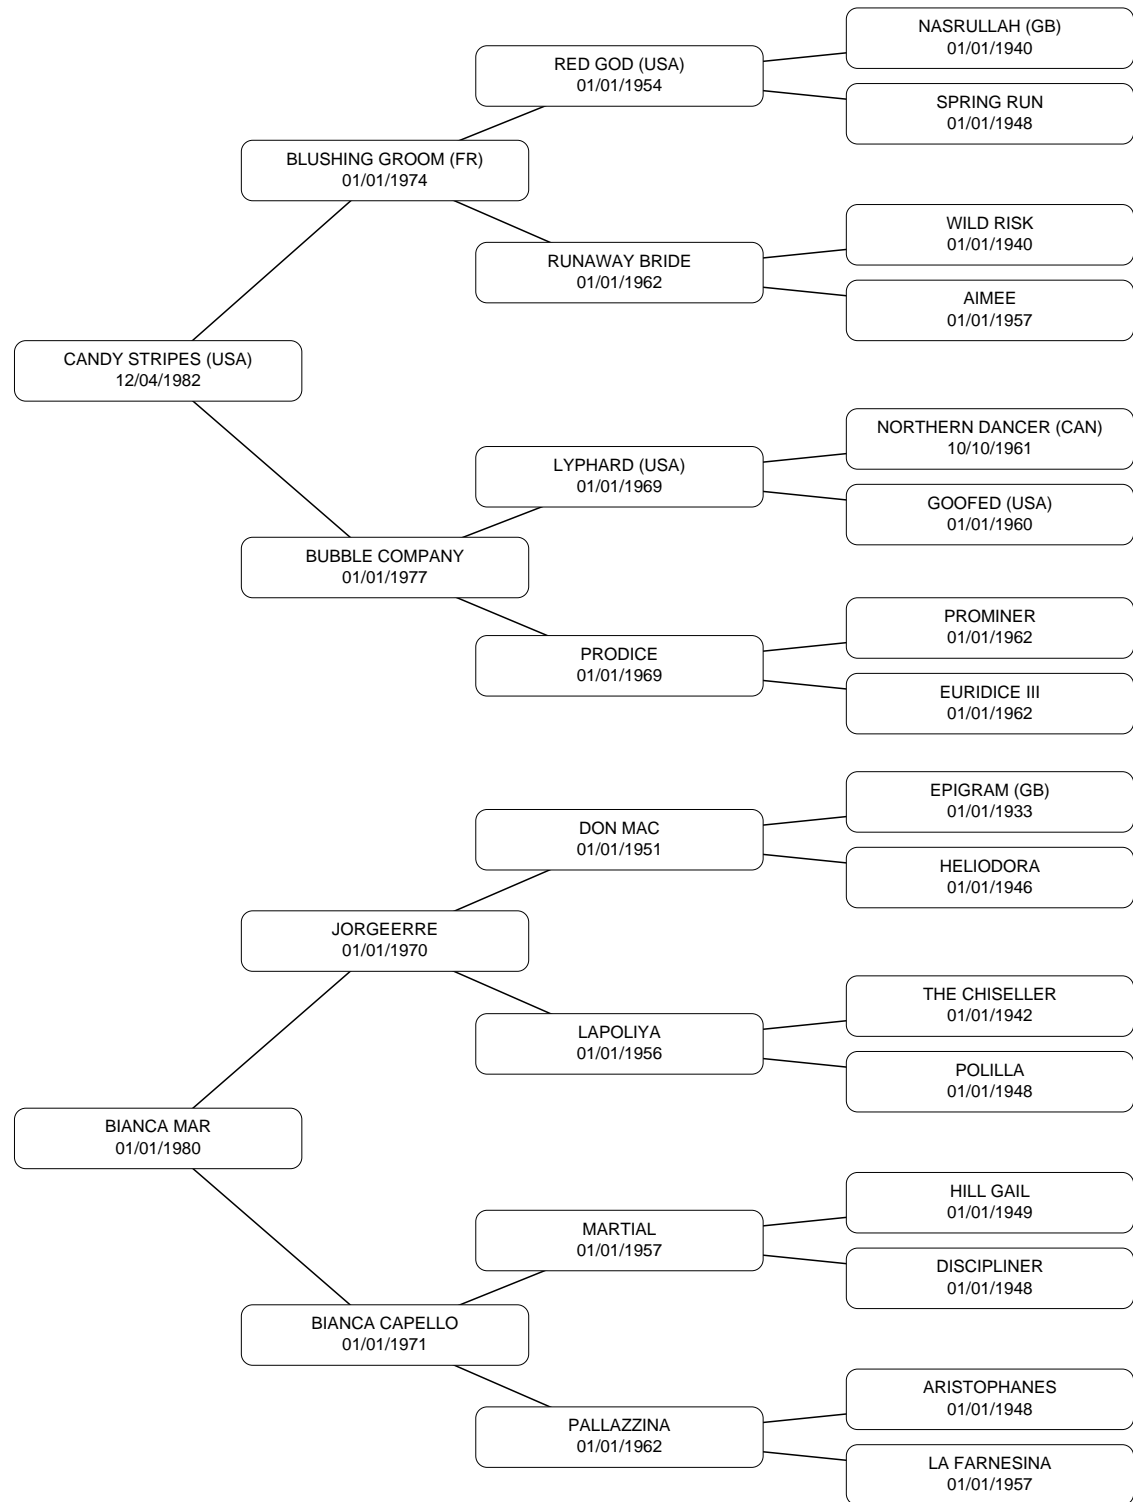 NASRULLAH (GB)
01/01/1940
RED GOD (USA)
01/01/1954
SPRING RUN
01/01/1948
BLUSHING GROOM (FR)
01/01/1974
WILD RISK
01/01/1940
RUNAWAY BRIDE
01/01/1962
AIMEE
01/01/1957
CANDY STRIPES (USA)
12/04/1982
NORTHERN DANCER (CAN)
10/10/1961
LYPHARD (USA)
01/01/1969
GOOFED (USA)
01/01/1960
BUBBLE COMPANY
01/01/1977
PROMINER
01/01/1962
PRODICE
01/01/1969
EURIDICE III
01/01/1962
EPIGRAM (GB)
01/01/1933
DON MAC
01/01/1951
HELIODORA
01/01/1946
JORGEERRE
01/01/1970
THE CHISELLER
01/01/1942
LAPOLIYA
01/01/1956
POLILLA
01/01/1948
BIANCA MAR
01/01/1980
HILL GAIL
01/01/1949
MARTIAL
01/01/1957
DISCIPLINER
01/01/1948
BIANCA CAPELLO
01/01/1971
ARISTOPHANES
01/01/1948
PALLAZZINA
01/01/1962
LA FARNESINA
01/01/1957